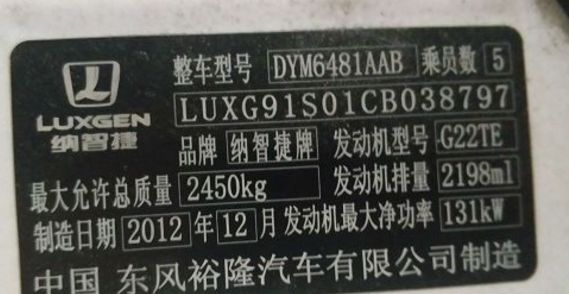 整车型号 DYM6481AAB 乘员数 5
LUXGEN LUXG91S01CB038797
纳智捷 品牌 纳智捷牌 发动机型号 G22TE
最大允许总质量 2450kg 发动机排量 2198ml
制造日期 2012 年 12 月 发动机最大净功率 131kW
中国 东风裕隆汽车有限公司制造